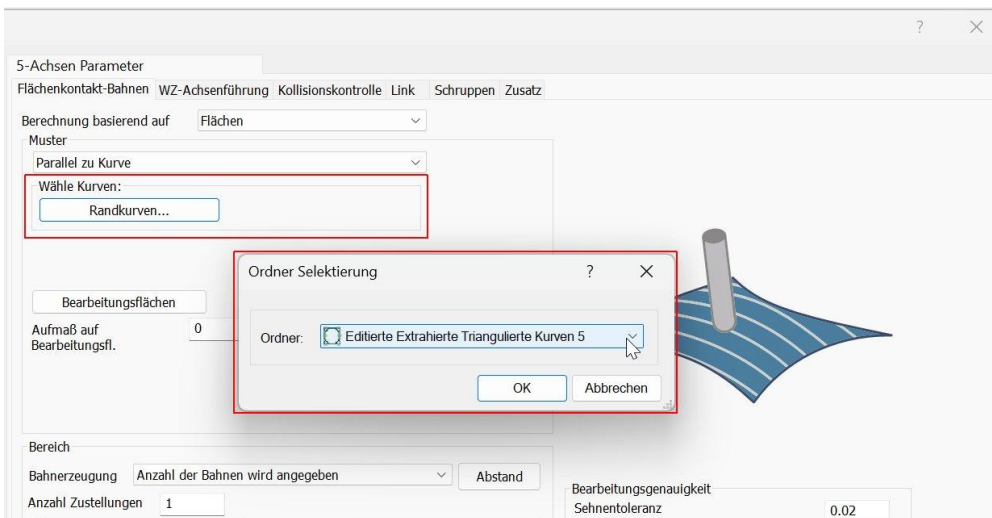 ?
5-Achsen Parameter
Flächenkontakt-Bahnen WZ-Achsenführung Kollisionskontrolle Link Schruppen Zusatz
Berechnung basierend auf Flächen
Muster
Parallel zu Kurve
Wähle Kurven:
Randkurven...
Ordner Selektierung ?
Ordner: Editierte Extrahierte Triangulierte Kurven 5
OK Abbrechen
Bearbeitungsflächen
Aufmaß auf 0
Bearbeitungsfl.
Bereich
Bahnerzeugung Anzahl der Bahnen wird angegeben Abstand
Anzahl Zustellungen 1
Bearbeitungsgenauigkeit
Sehnentoleranz 0.02